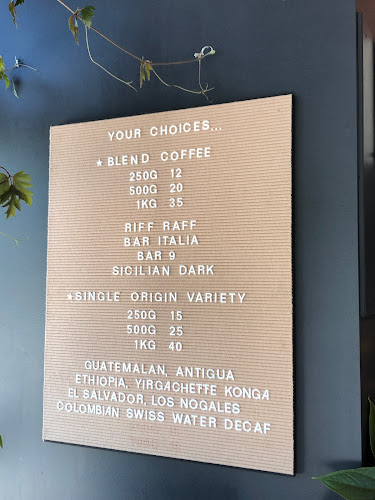 YOUR CHOICES...
★ BLEND COFFEE
250G 12
500G 20
1KG 35
RIFF RAFF
BAR ITALIA
BAR 9
SICILIAN DARK
★ SINGLE ORIGIN VARIETY
250G 15
500G 25
1KG 40
GUATEMALAN, ANTIGUA
ETHIOPIA, YIRGACHETTE KONGA
EL SALVADOR, LOS NOGALES
COLOMBIAN SWISS WATER DECAF